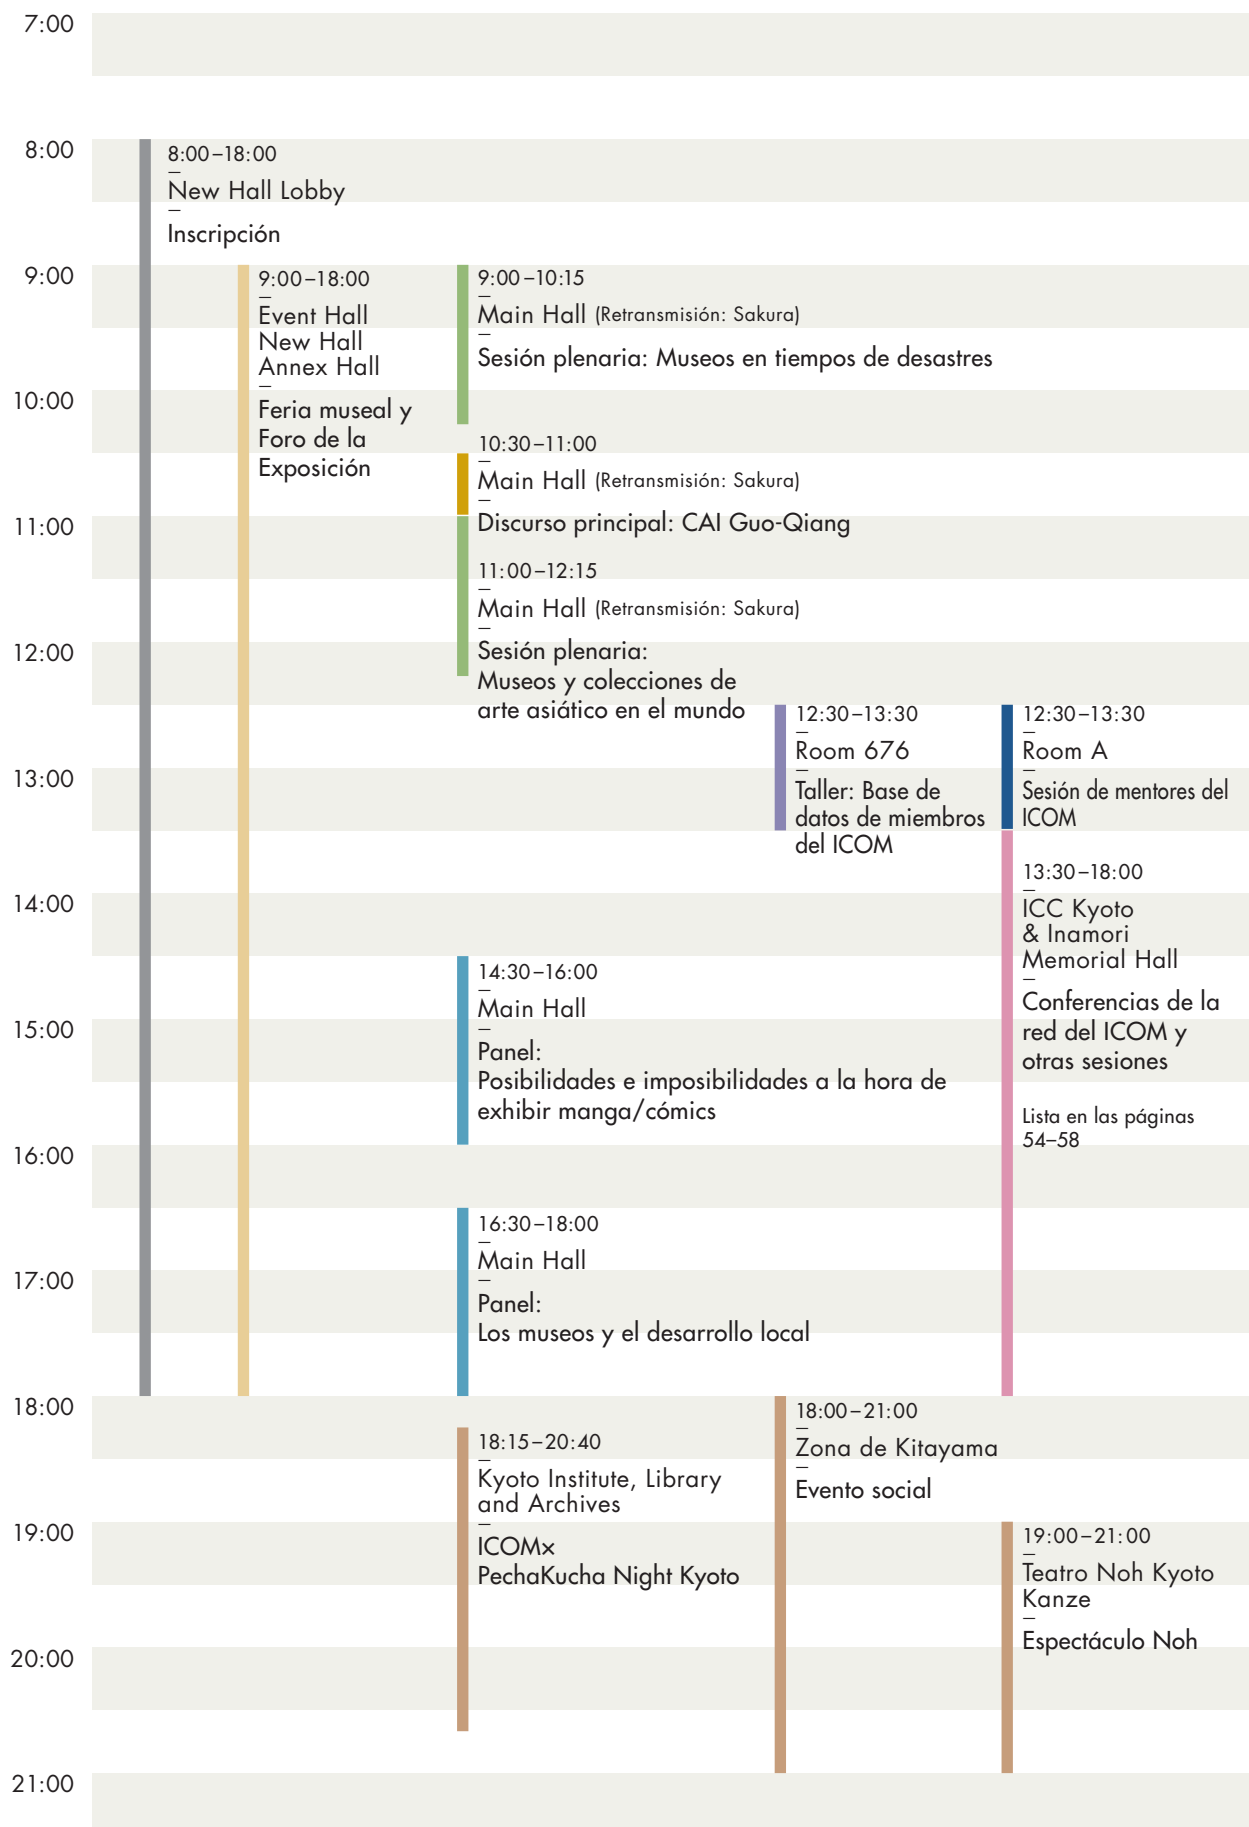 7:00
8:00
9:00
10:00
11:00
12:00
13:00
14:00
15:00
16:00
17:00
18:00
19:00
20:00
21:00
8:00–18:00
New Hall Lobby
Inscripción
9:00–18:00
Event Hall
New Hall
Annex Hall
Feria museal y
Foro de la
Exposición
9:00–10:15
Main Hall (Retransmisión: Sakura)
Sesión plenaria: Museos en tiempos de desastres
10:30–11:00
Main Hall (Retransmisión: Sakura)
Discurso principal: CAI Guo-Qiang
11:00–12:15
Main Hall (Retransmisión: Sakura)
Sesión plenaria:
Museos y colecciones de
arte asiático en el mundo
12:30–13:30
Room 676
Taller: Base de
datos de miembros
del ICOM
12:30–13:30
Room A
Sesión de mentores del
ICOM
13:30–18:00
ICC Kyoto
& Inamori
Memorial Hall
Conferencias de la
red del ICOM y
otras sesiones
Lista en las páginas
54–58
14:30–16:00
Main Hall
Panel:
Posibilidades e imposibilidades a la hora de
exhibir manga/cómics
16:30–18:00
Main Hall
Panel:
Los museos y el desarrollo local
18:15–20:40
Kyoto Institute, Library
and Archives
ICOM×
PechaKucha Night Kyoto
18:00–21:00
Zona de Kitayama
Evento social
19:00–21:00
Teatro Noh Kyoto
Kanze
Espectáculo Noh